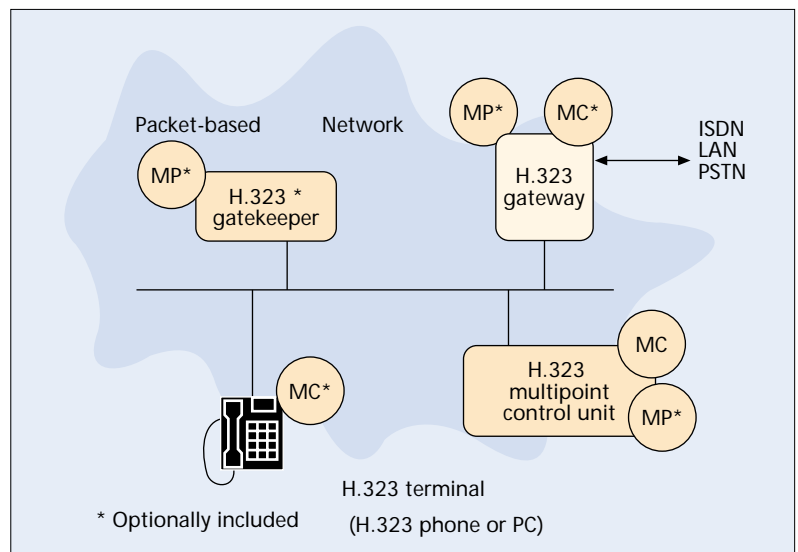 Packet-based Network
MP*
H.323 *
gatekeeper
MP*
MC*
H.323
gateway
ISDN
LAN
PSTN
MC*
H.323
multipoint
control unit
MC
MP*
H.323 terminal
(H.323 phone or PC)
* Optionally included